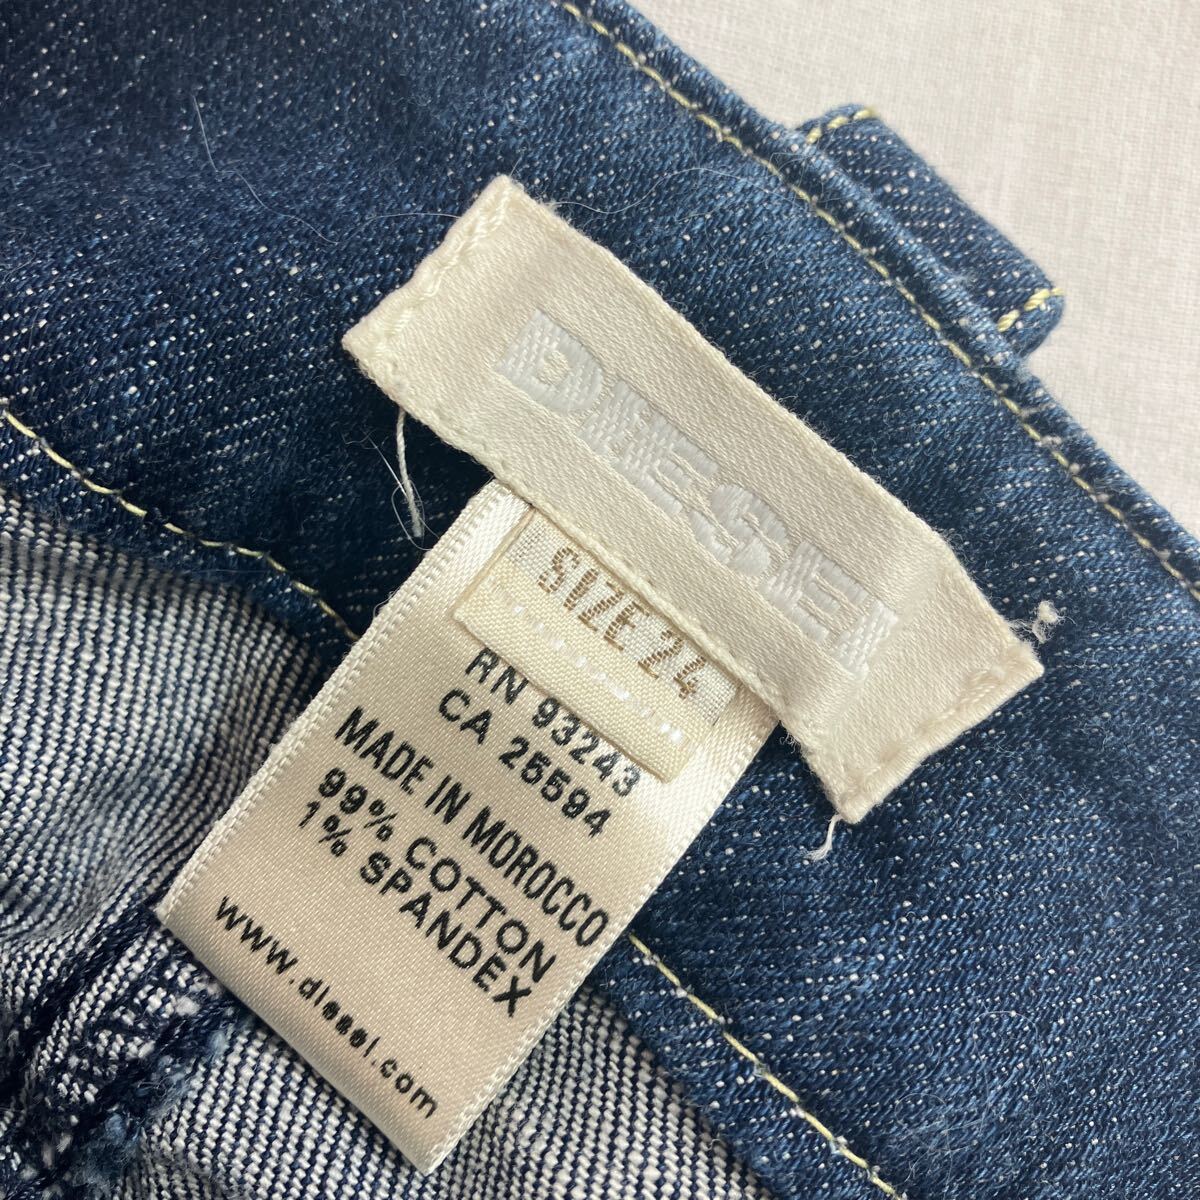 DIESEL
SIZE 24
RN 93243
CA 25594
MADE IN MOROCCO
99% COTTON
1% SPANDEX
www.diesel.com